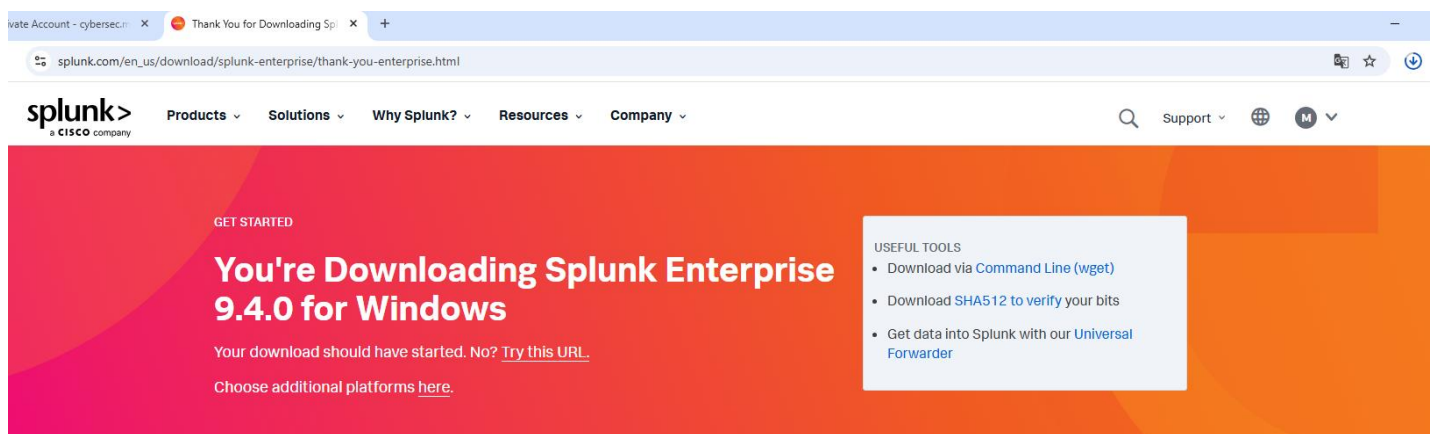 ivate Account - cybersec.m
Thank You for Downloading Spl
splunk.com/en_us/download/splunk-enterprise/thank-you-enterprise.html
splunk>
a CISCO company
Products
Solutions
Why Splunk?
Resources
Company
Support
M
GET STARTED
You're Downloading Splunk Enterprise
9.4.0 for Windows
Your download should have started. No? Try this URL.
Choose additional platforms here.
USEFUL TOOLS
• Download via Command Line (wget)
• Download SHA512 to verify your bits
• Get data into Splunk with our Universal
Forwarder